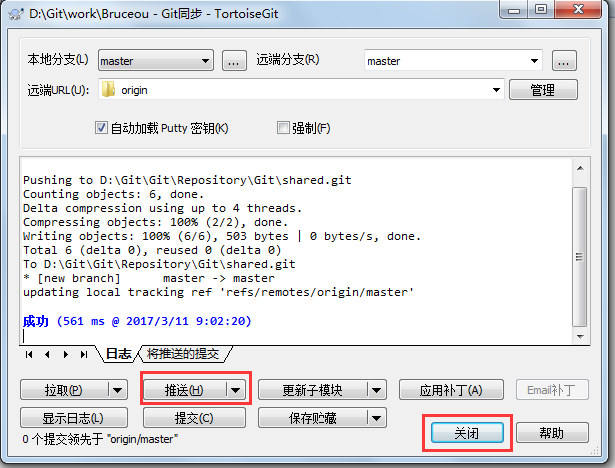 D:\Git\work\Bruceou - Git同步 - TortoiseGit
本地分支(L) master ... 远端分支(R) master ...
远端URL(U): origin 管理
自动加载 Putty 密钥(K) 强制(F)
Pushing to D:\Git\Git\Repository\Git\shared.git
Counting objects: 6, done.
Delta compression using up to 4 threads.
Compressing objects: 100% (2/2), done.
Writing objects: 100% (6/6), 503 bytes | 0 bytes/s, done.
Total 6 (delta 0), reused 0 (delta 0)
To D:\Git\Git\Repository\Git\shared.git
* [new branch]      master -> master
updating local tracking ref 'refs/remotes/origin/master'
成功 (561 ms @ 2017/3/11 9:02:20)
日志 将推送的提交
拉取(P) 推送(H) 更新子模块 应用补丁(A) Email补丁
显示日志(L) 提交(C) 保存贮藏 关闭 帮助
0 个提交领先于 "origin/master"